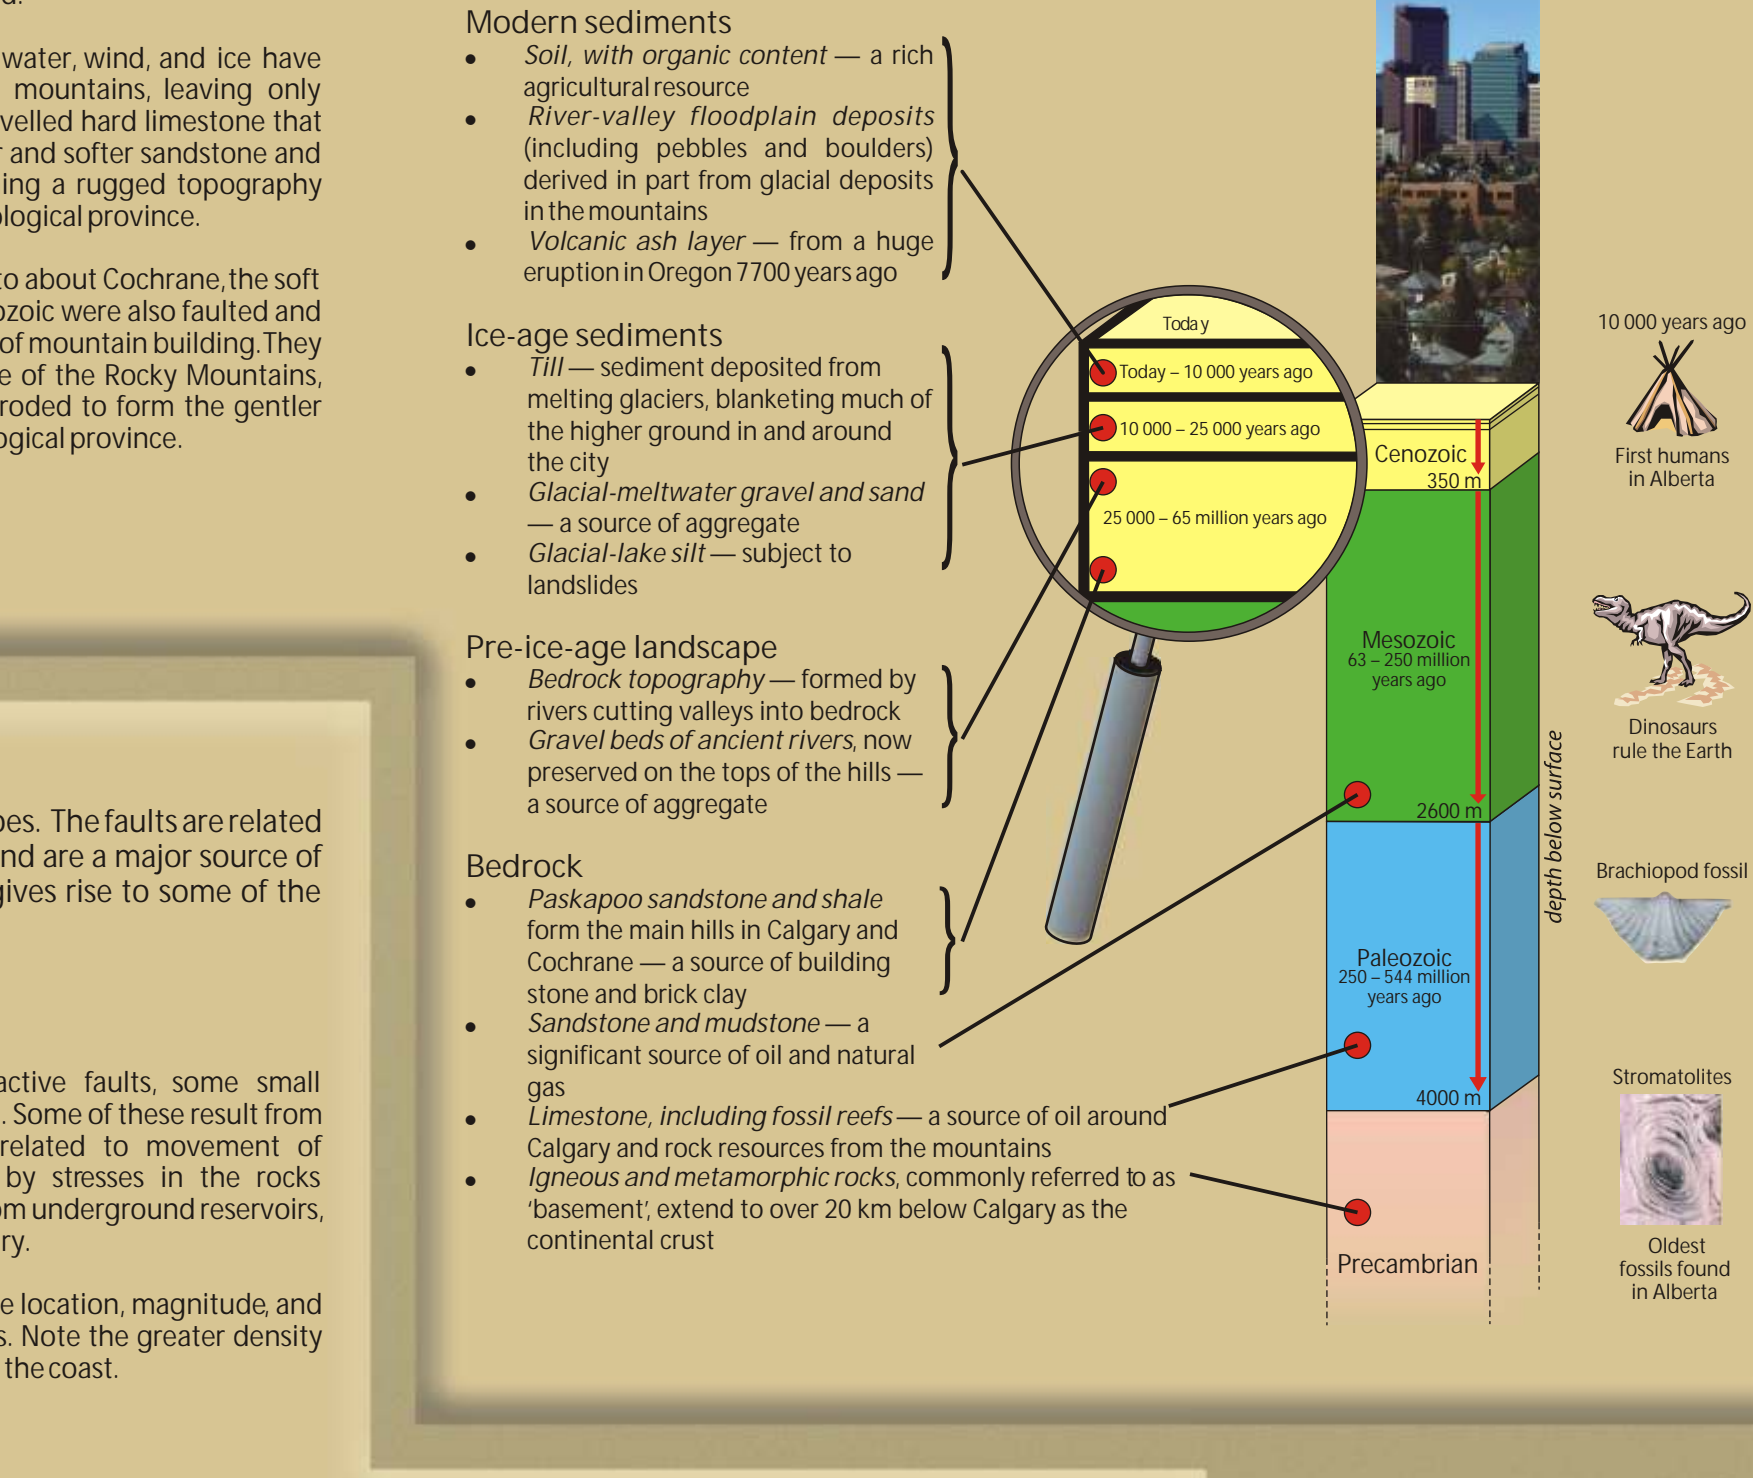 water, wind, and ice have
mountains, leaving only
velled hard limestone that
and softer sandstone and
ing a rugged topography
ological province.
to about Cochrane, the soft
ozoic were also faulted and
of mountain building. They
e of the Rocky Mountains,
roded to form the gentler
ogical province.
pes. The faults are related
nd are a major source of
gives rise to some of the
active faults, some small
. Some of these result from
related to movement of
by stresses in the rocks
om underground reservoirs,
ry.
e location, magnitude, and
s. Note the greater density
the coast.
Modern sediments
• Soil, with organic content — a rich
agricultural resource
• River-valley floodplain deposits
(including pebbles and boulders)
derived in part from glacial deposits
in the mountains
• Volcanic ash layer — from a huge
eruption in Oregon 7700 years ago
Ice-age sediments
• Till — sediment deposited from
melting glaciers, blanketing much of
the higher ground in and around
the city
• Glacial-meltwater gravel and sand
— a source of aggregate
• Glacial-lake silt — subject to
landslides
Pre-ice-age landscape
• Bedrock topography — formed by
rivers cutting valleys into bedrock
• Gravel beds of ancient rivers, now
preserved on the tops of the hills —
a source of aggregate
Bedrock
• Paskapoo sandstone and shale
form the main hills in Calgary and
Cochrane — a source of building
stone and brick clay
• Sandstone and mudstone — a
significant source of oil and natural
gas
• Limestone, including fossil reefs — a source of oil around
Calgary and rock resources from the mountains
• Igneous and metamorphic rocks, commonly referred to as
'basement', extend to over 20 km below Calgary as the
continental crust
Today
Today – 10 000 years ago
10 000 – 25 000 years ago
25 000 – 65 million years ago
Cenozoic
350 m
Mesozoic
63 – 250 million
years ago
2600 m
Paleozoic
250 – 544 million
years ago
4000 m
Precambrian
depth below surface
10 000 years ago
First humans
in Alberta
Dinosaurs
rule the Earth
Brachiopod fossil
Stromatolites
Oldest
fossils found
in Alberta